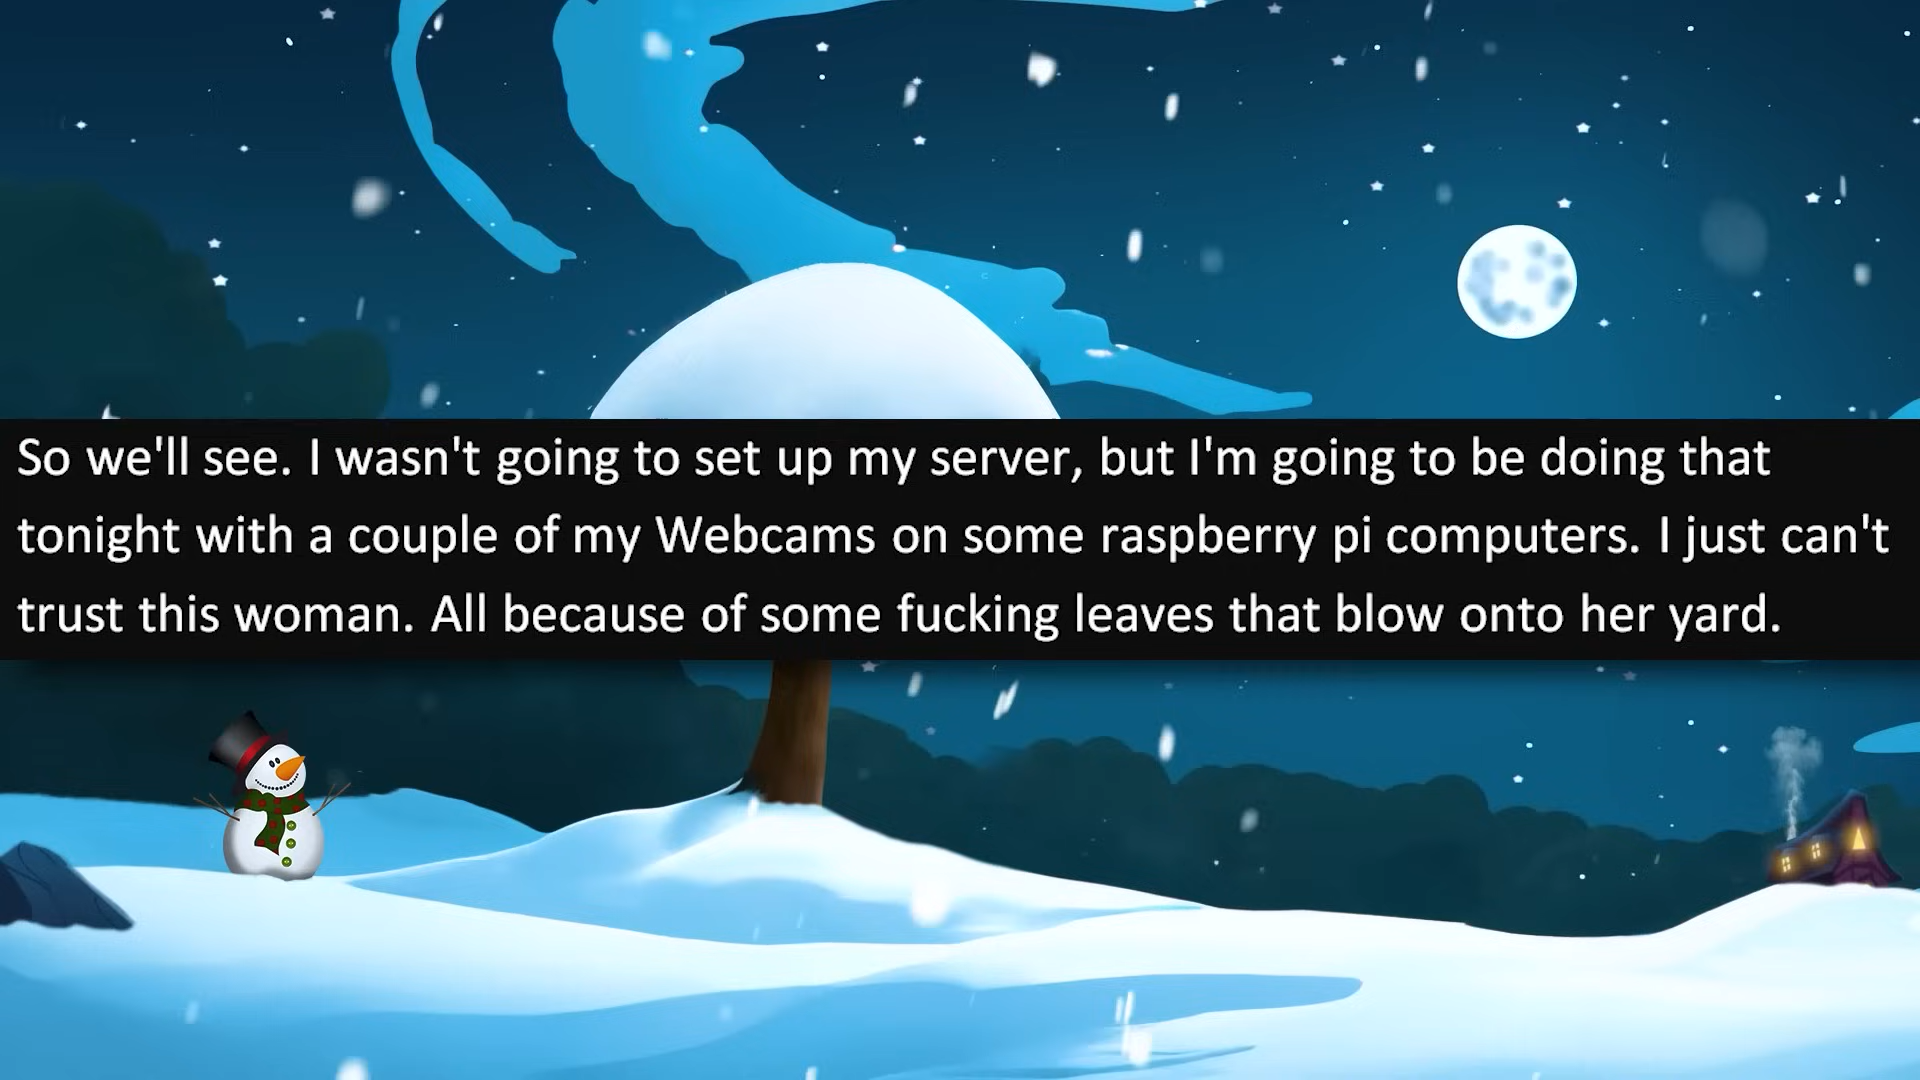 So we'll see. I wasn't going to set up my server, but I'm going to be doing that
tonight with a couple of my Webcams on some raspberry pi computers. I just can't
trust this woman. All because of some fucking leaves that blow onto her yard.